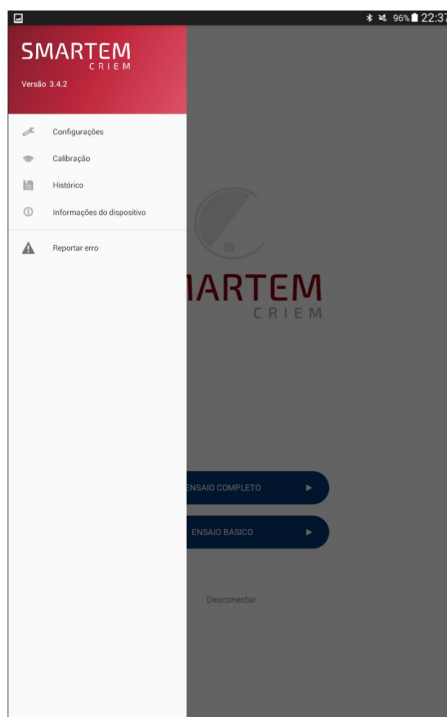 96% 22:37
SMARTEM
CRIEM
Versão 3.4.2
Configurações
Calibração
Histórico
Informações do dispositivo
Reportar erro
MARTEM
CRIEM
ENSAIO COMPLETO
ENSAIO BÁSICO
Desconectar